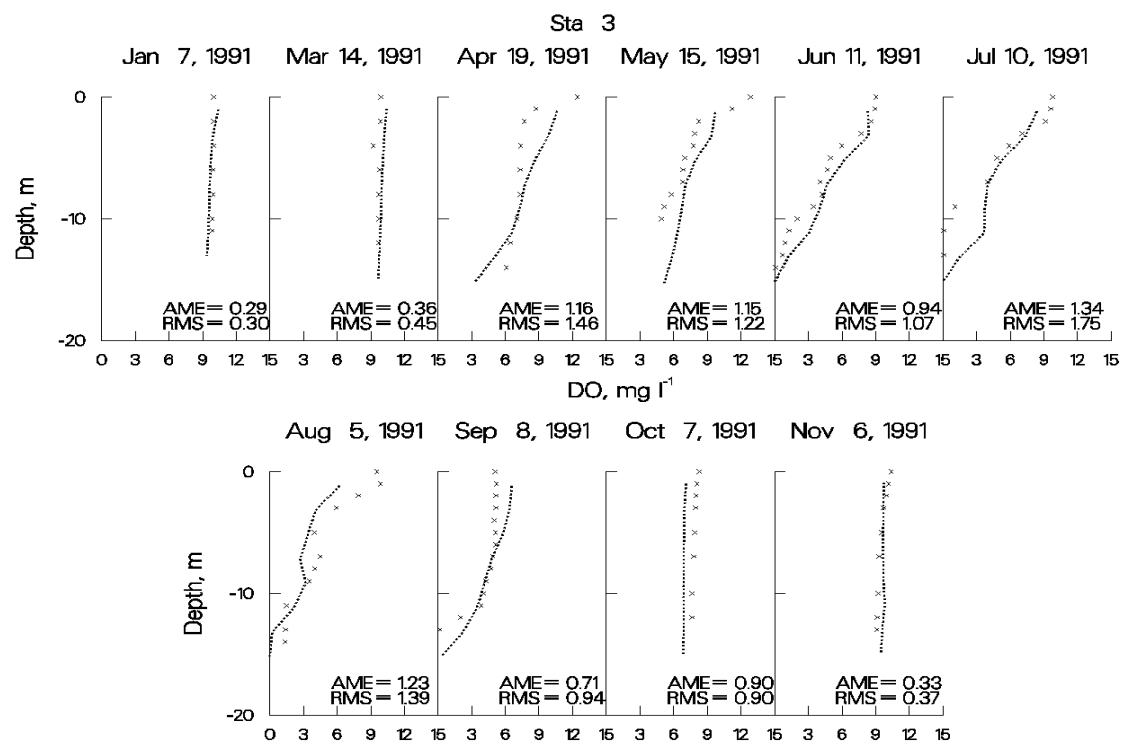 Sta 3
Jan 7, 1991 Mar 14, 1991 Apr 19, 1991 May 15, 1991 Jun 11, 1991 Jul 10, 1991
0
-10
-20
Depth, m
AME= 0.29 AME= 0.36 AME= 1.16 AME= 1.15 AME= 0.94 AME= 1.34
RMS= 0.30 RMS= 0.45 RMS= 1.46 RMS= 1.22 RMS= 1.07 RMS= 1.75
0 3 6 9 12 15 3 6 9 12 15 3 6 9 12 15 3 6 9 12 15 3 6 9 12 15 3 6 9 12 15
DO, mg l-1
Aug 5, 1991 Sep 8, 1991 Oct 7, 1991 Nov 6, 1991
0
-10
-20
Depth, m
AME= 1.23 AME= 0.71 AME= 0.90 AME= 0.33
RMS= 1.39 RMS= 0.94 RMS= 0.90 RMS= 0.37
0 3 6 9 12 15 3 6 9 12 15 3 6 9 12 15 3 6 9 12 15